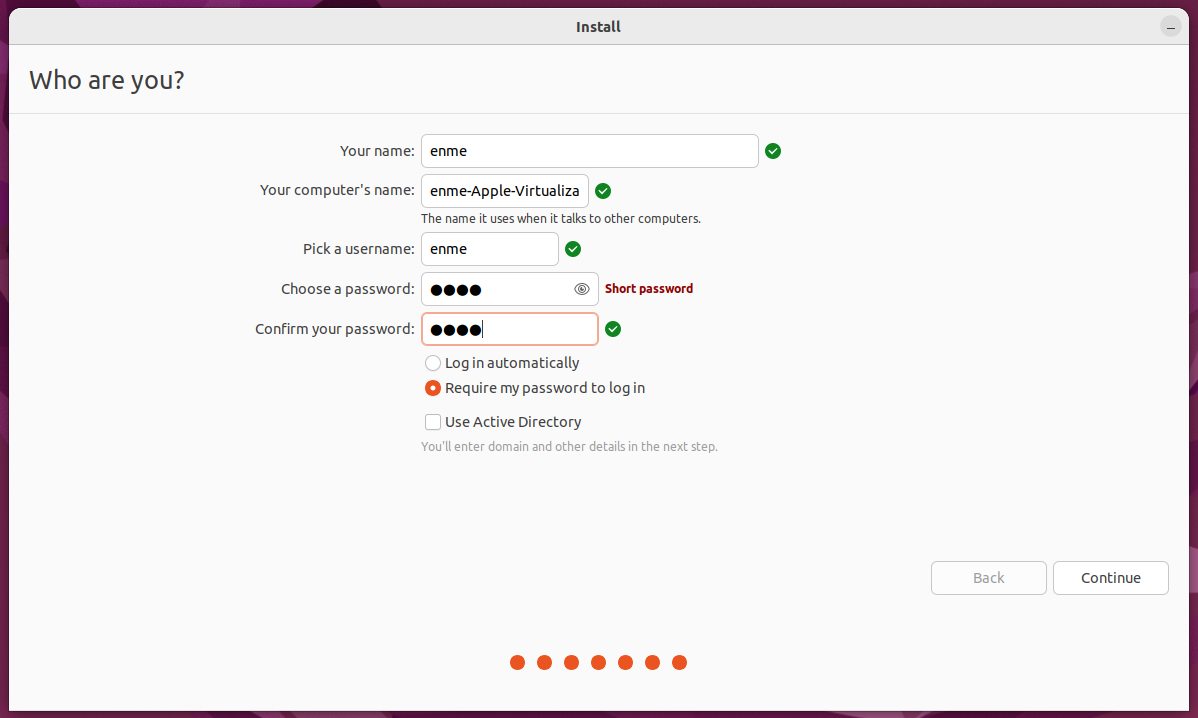 Install
Who are you?
Your name: enme
Your computer's name: enme-Apple-Virtualiza
The name it uses when it talks to other computers.
Pick a username: enme
Choose a password: ●●●● Short password
Confirm your password: ●●●●
Log in automatically
Require my password to log in
Use Active Directory
You'll enter domain and other details in the next step.
Back Continue